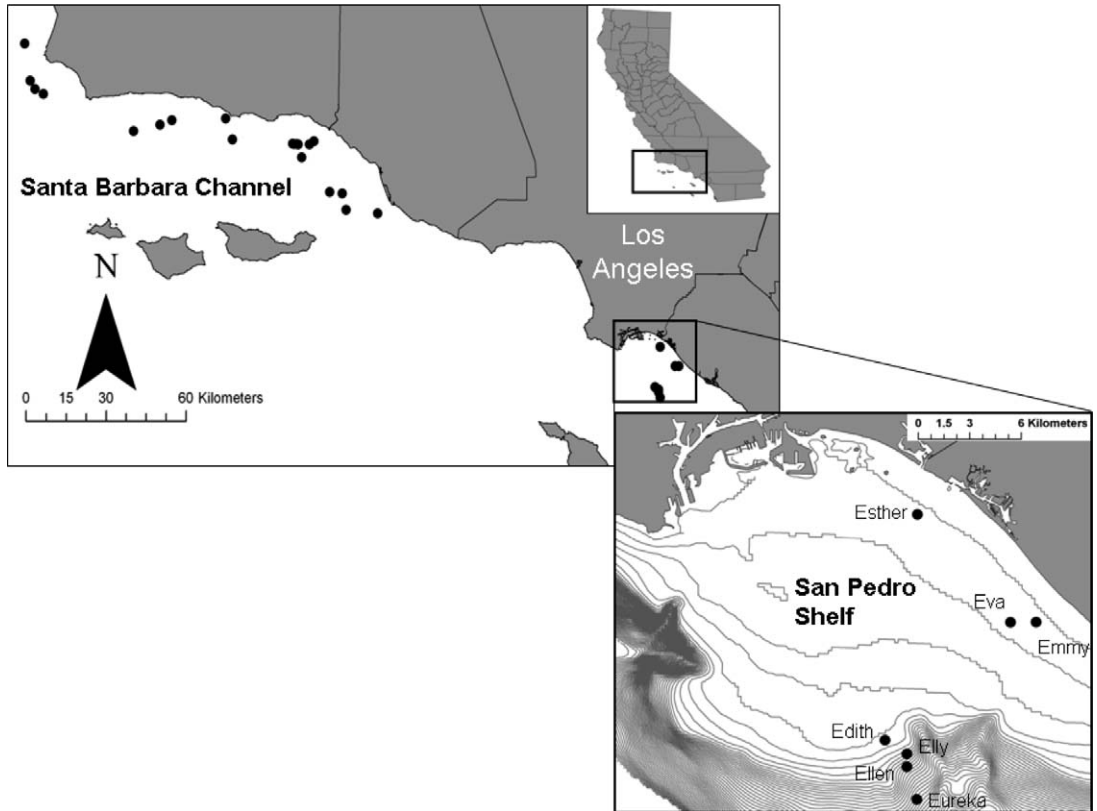 Santa Barbara Channel
N
0 15 30 60 Kilometers
Los
Angeles
0 1.5 3 6 Kilometers
Esther
San Pedro
Shelf
Eva
Emmy
Edith
Elly
Ellen
Eureka